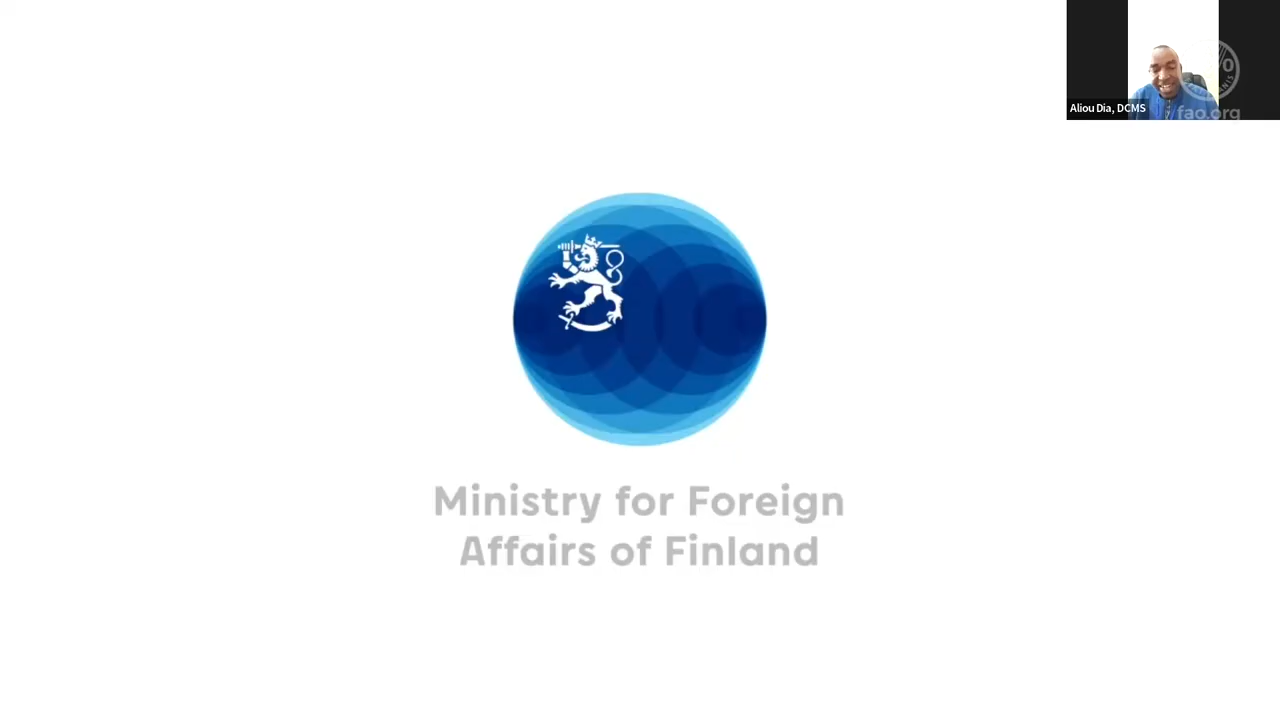 Aliou Dia, DCMS
fao.org
Ministry for Foreign
Affairs of Finland